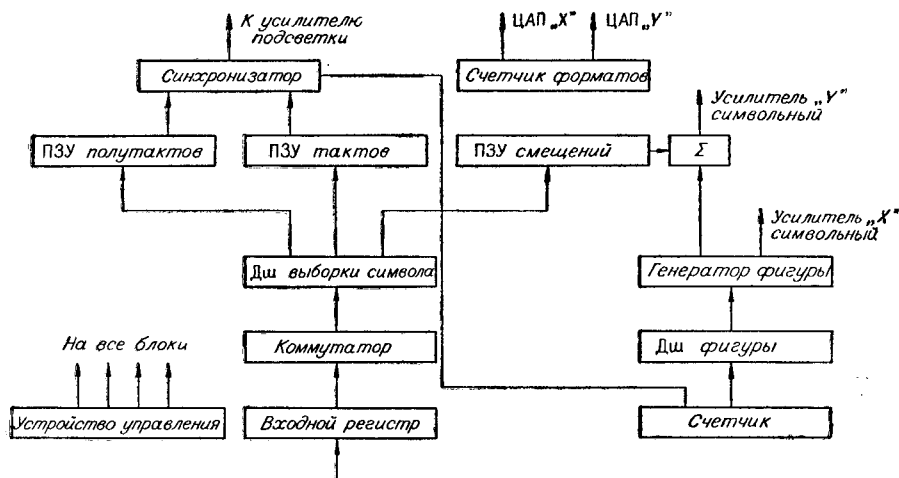 К усилителю
подсветки
ЦАП „X"
ЦАП „Y"
Синхронизатор
Счетчик форматов
Усилитель „Y"
символьный
ПЗУ полутактов
ПЗУ тактов
ПЗУ смещений
Σ
Усилитель „X"
символьный
Дш выборки символа
Генератор фигуры
На все блоки
Коммутатор
Дш фигуры
Устройство управления
Входной регистр
Счетчик